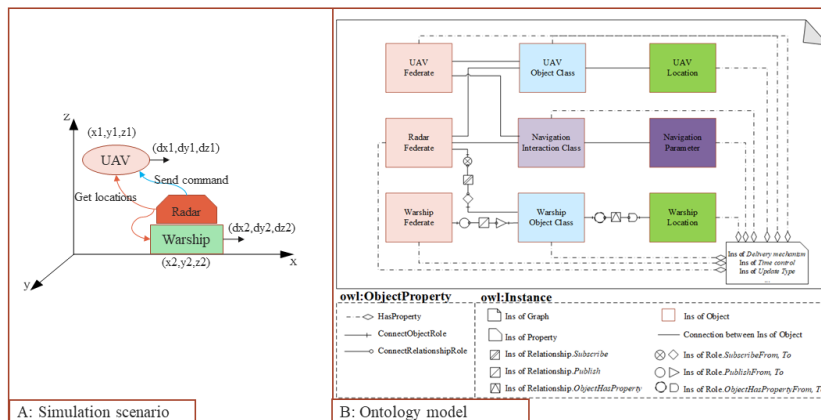 z
(x1,y1,z1)
UAV
(dx1,dy1,dz1)
Send command
Get locations
Radar
Warship
(dx2,dy2,dz2)
(x2,y2,z2)
x
y
A: Simulation scenario
UAV
Federate
UAV
Object Class
UAV
Location
Radar
Federate
Navigation
Interaction Class
Navigation
Parameter
Warship
Federate
Warship
Object Class
Warship
Location
Ins of Delivery mechanism
Ins of Time control
Ins of Update Type
...
owl:ObjectProperty
HasProperty
ConnectObjectRole
ConnectRelationshipRole
owl:Instance
Ins of Graph
Ins of Property
Ins of Relationship.Subscribe
Ins of Relationship.Publish
Ins of Relationship.ObjectHasProperty
Ins of Object
Connection between Ins of Object
Ins of Role.SubscribeFrom, To
Ins of Role.PublishFrom, To
Ins of Role.ObjectHasPropertyFrom, T
B: Ontology model